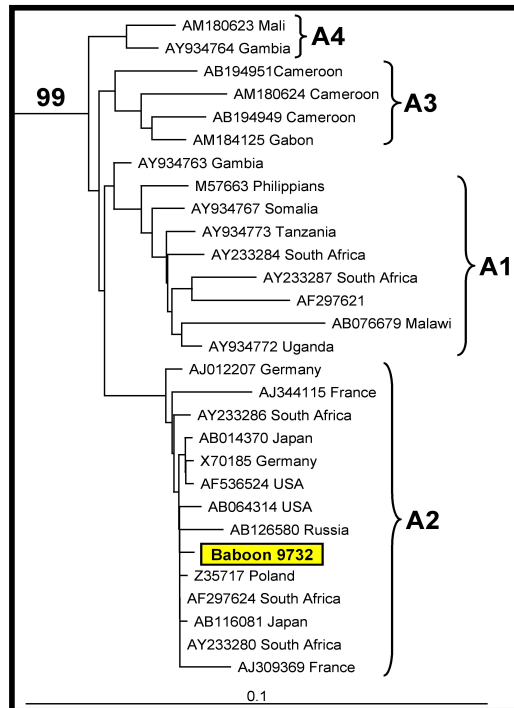 AM180623 Mali
AY934764 Gambia
A4
99
AB194951Cameroon
AM180624 Cameroon
AB194949 Cameroon
AM184125 Gabon
A3
AY934763 Gambia
M57663 Philippians
AY934767 Somalia
AY934773 Tanzania
AY233284 South Africa
AY233287 South Africa
AF297621
AB076679 Malawi
AY934772 Uganda
A1
AJ012207 Germany
AJ344115 France
AY233286 South Africa
AB014370 Japan
X70185 Germany
AF536524 USA
AB064314 USA
AB126580 Russia
Baboon 9732
Z35717 Poland
AF297624 South Africa
AB116081 Japan
AY233280 South Africa
AJ309369 France
A2
0.1